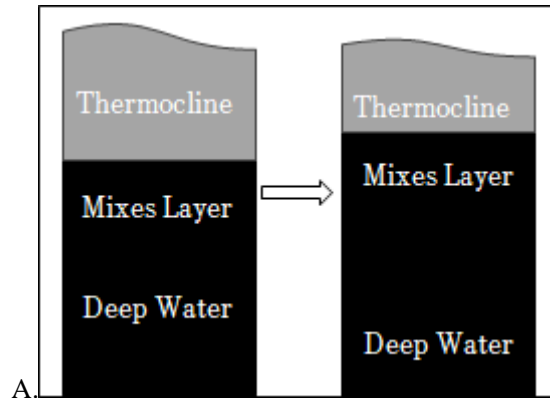 Thermocline
Mixes Layer
Deep Water
Thermocline
Mixes Layer
Deep Water
A.